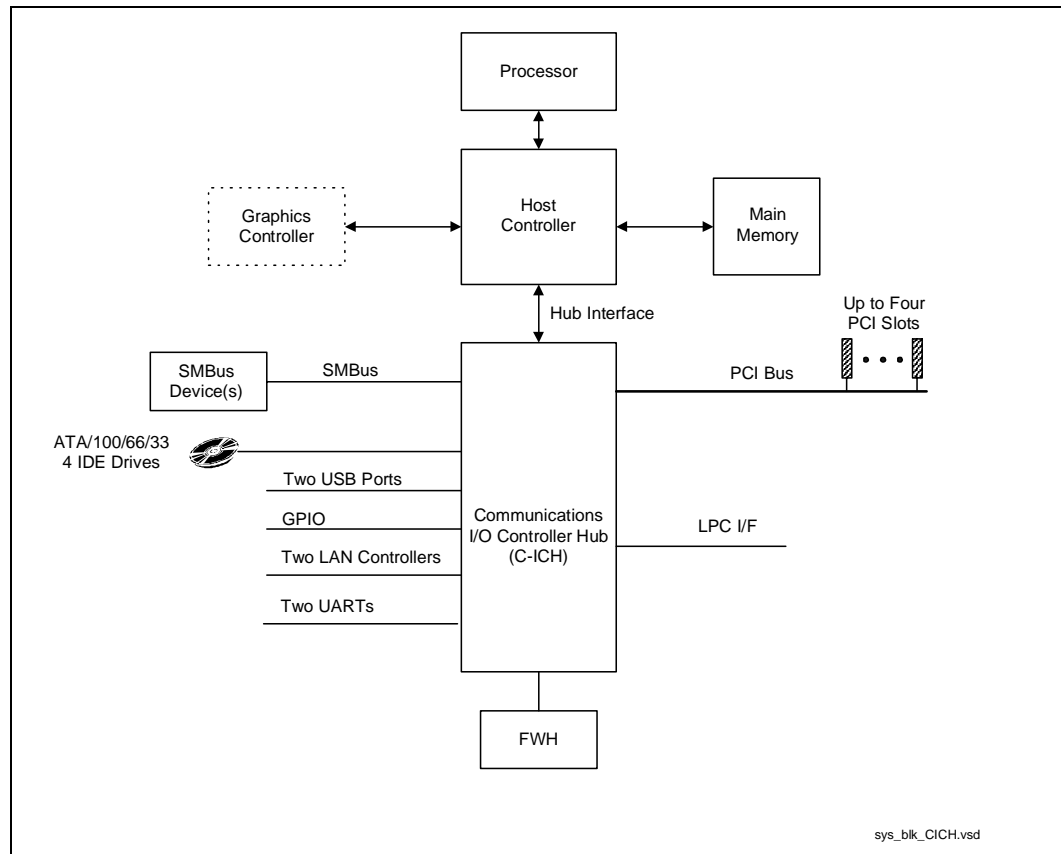 Processor
Graphics
Controller
Host
Controller
Main
Memory
Hub Interface
Up to Four
PCI Slots
SMBus
Device(s)
SMBus
PCI Bus
ATA/100/66/33
4 IDE Drives
Two USB Ports
GPIO
Two LAN Controllers
Two UARTs
Communications
I/O Controller Hub
(C-ICH)
LPC I/F
FWH
sys_blk_CICH.vsd